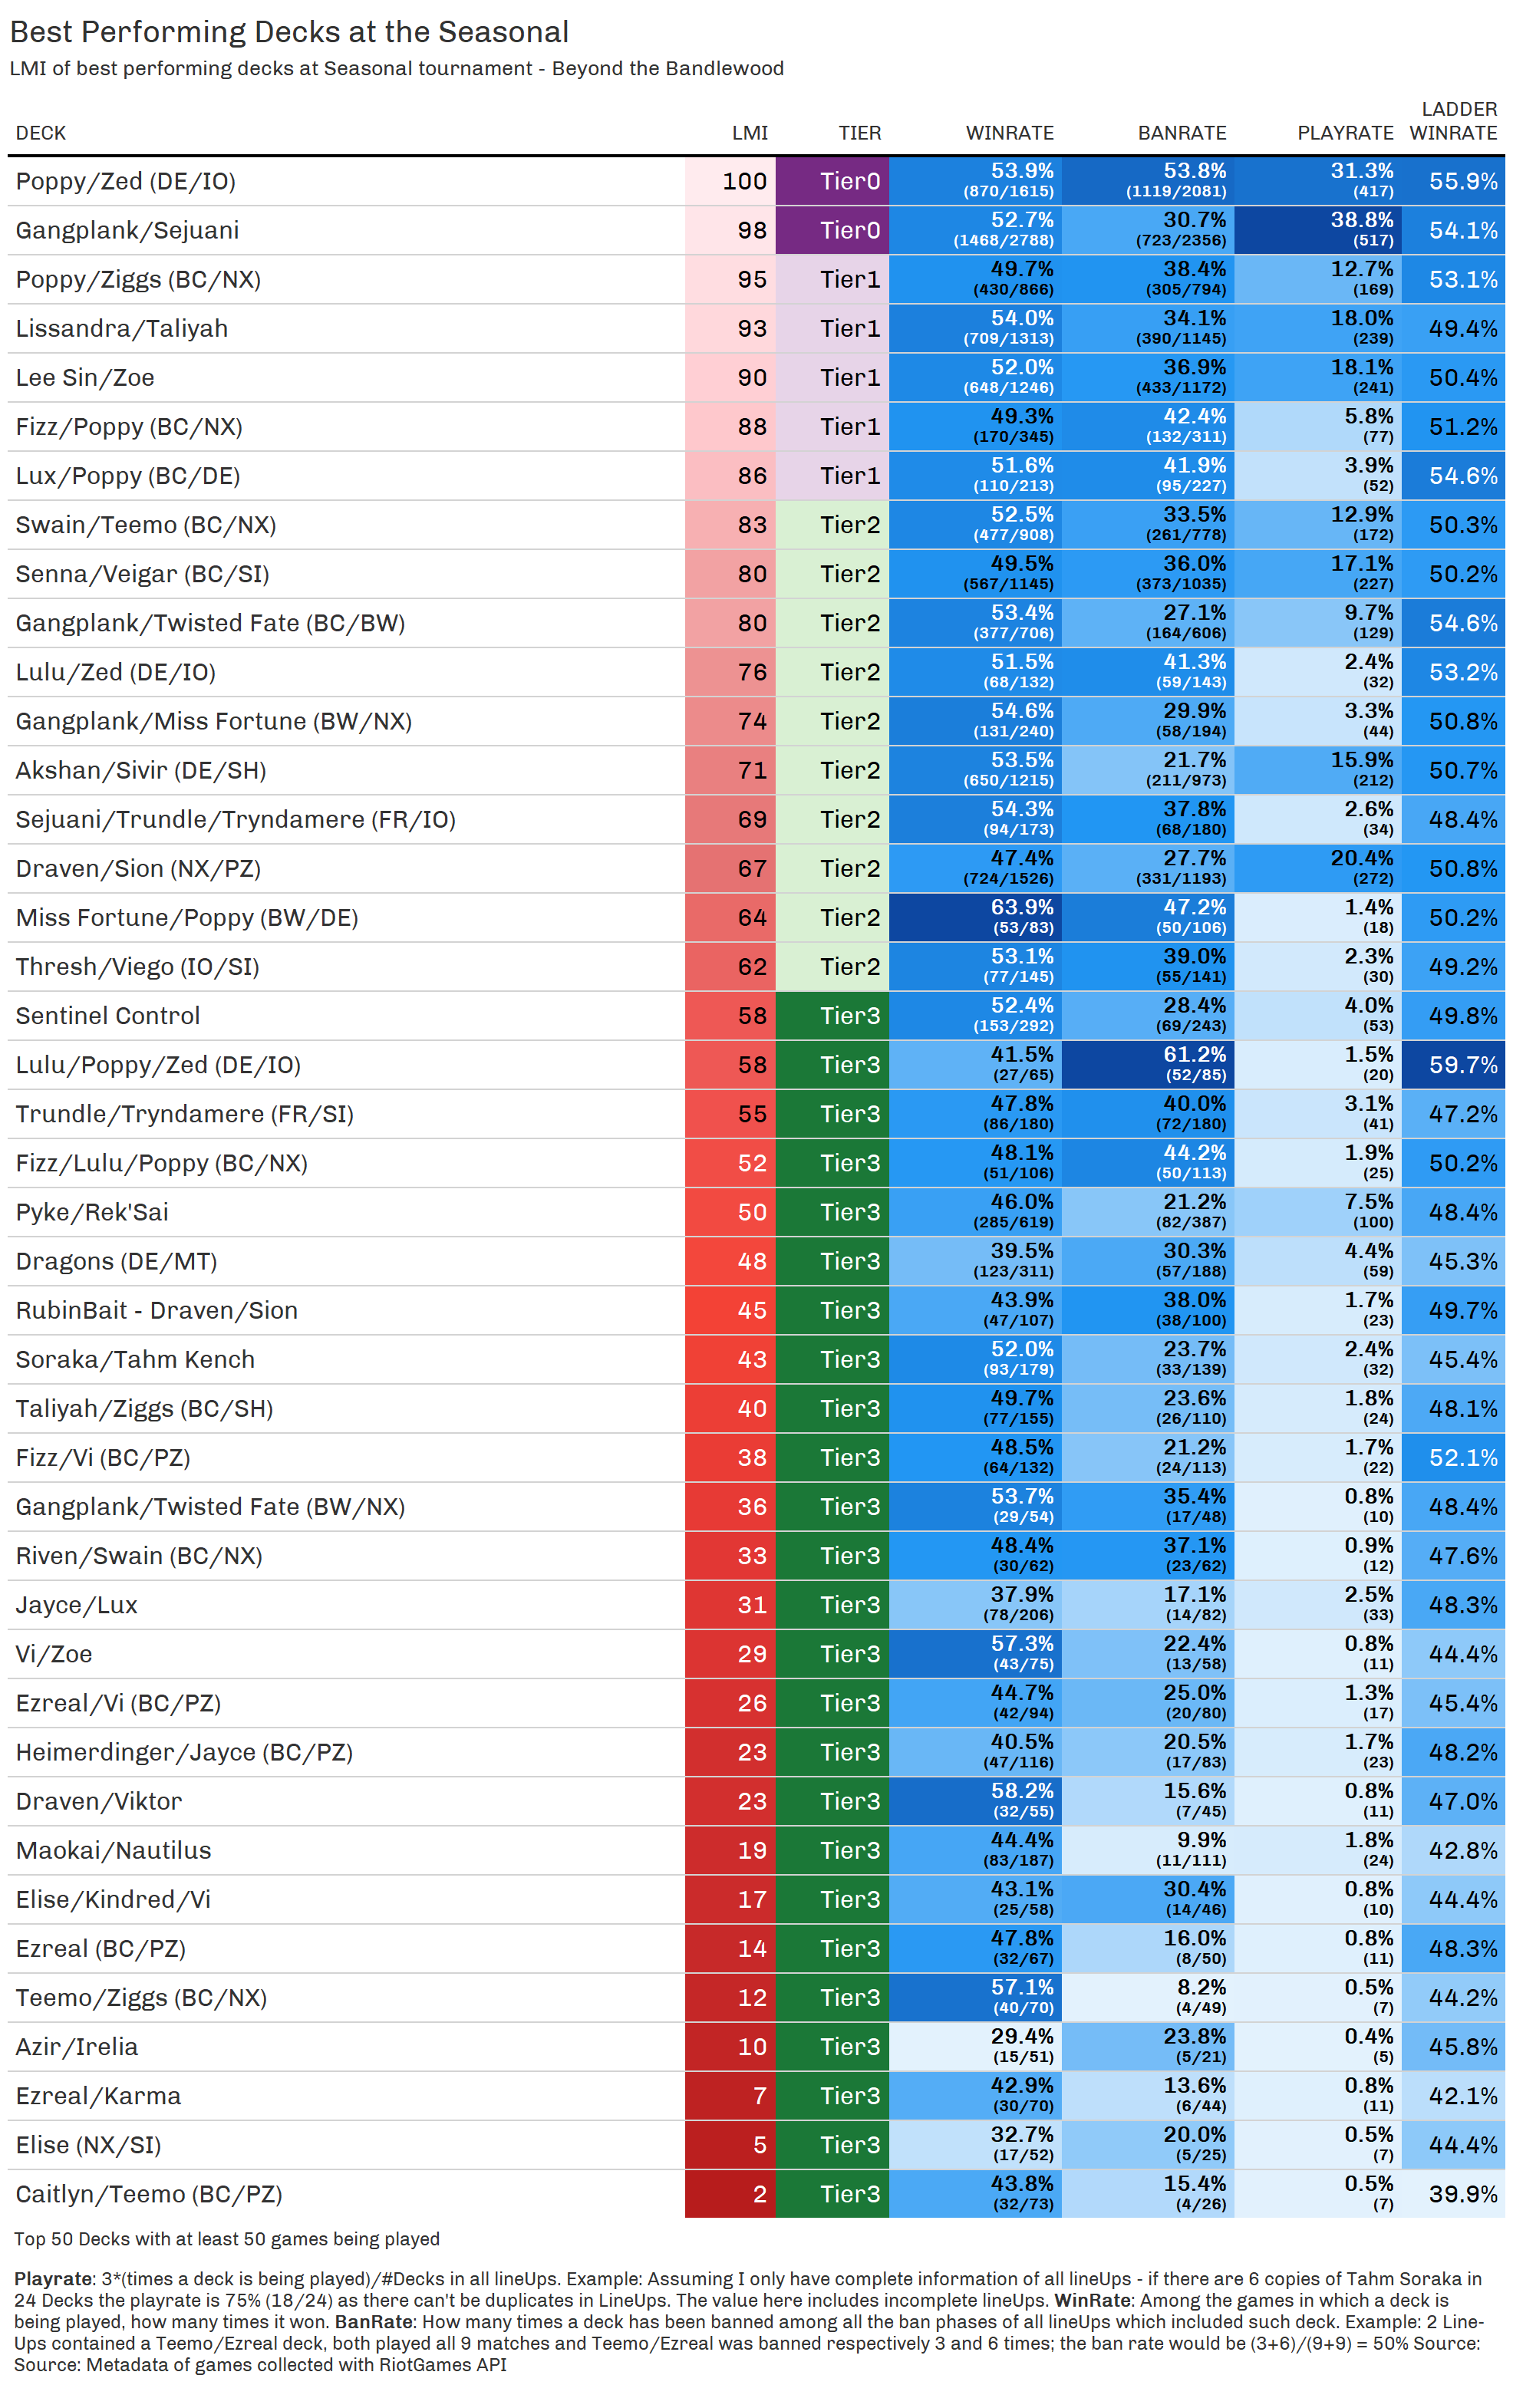 Best Performing Decks at the Seasonal
LMI of best performing decks at Seasonal tournament - Beyond the Bandlewood
DECK LMI TIER WINRATE BANRATE PLAYRATE LADDER WINRATE
Poppy/Zed (DE/IO) 100 Tier0 53.9% (870/1615) 53.8% (1119/2081) 31.3% (417) 55.9%
Gangplank/Sejuani 98 Tier0 52.7% (1468/2788) 30.7% (723/2356) 38.8% (517) 54.1%
Poppy/Ziggs (BC/NX) 95 Tier1 49.7% (430/866) 38.4% (305/794) 12.7% (169) 53.1%
Lissandra/Taliyah 93 Tier1 54.0% (709/1313) 34.1% (390/1145) 18.0% (239) 49.4%
Lee Sin/Zoe 90 Tier1 52.0% (648/1246) 36.9% (433/1172) 18.1% (241) 50.4%
Fizz/Poppy (BC/NX) 88 Tier1 49.3% (170/345) 42.4% (132/311) 5.8% (77) 51.2%
Lux/Poppy (BC/DE) 86 Tier1 51.6% (110/213) 41.9% (95/227) 3.9% (52) 54.6%
Swain/Teemo (BC/NX) 83 Tier2 52.5% (477/908) 33.5% (261/778) 12.9% (172) 50.3%
Senna/Veigar (BC/SI) 80 Tier2 49.5% (567/1145) 36.0% (373/1035) 17.1% (227) 50.2%
Gangplank/Twisted Fate (BC/BW) 80 Tier2 53.4% (377/706) 27.1% (164/606) 9.7% (129) 54.6%
Lulu/Zed (DE/IO) 76 Tier2 51.5% (68/132) 41.3% (59/143) 2.4% (32) 53.2%
Gangplank/Miss Fortune (BW/NX) 74 Tier2 54.6% (131/240) 29.9% (58/194) 3.3% (44) 50.8%
Akshan/Sivir (DE/SH) 71 Tier2 53.5% (650/1215) 21.7% (211/973) 15.9% (212) 50.7%
Sejuani/Trundle/Tryndamere (FR/IO) 69 Tier2 54.3% (94/173) 37.8% (68/180) 2.6% (34) 48.4%
Draven/Sion (NX/PZ) 67 Tier2 47.4% (724/1526) 27.7% (331/1193) 20.4% (272) 50.8%
Miss Fortune/Poppy (BW/DE) 64 Tier2 63.9% (53/83) 47.2% (50/106) 1.4% (18) 50.2%
Thresh/Viego (IO/SI) 62 Tier2 53.1% (77/145) 39.0% (55/141) 2.3% (30) 49.2%
Sentinel Control 58 Tier3 52.4% (153/292) 28.4% (69/243) 4.0% (53) 49.8%
Lulu/Poppy/Zed (DE/IO) 58 Tier3 41.5% (27/65) 61.2% (52/85) 1.5% (20) 59.7%
Trundle/Tryndamere (FR/SI) 55 Tier3 47.8% (86/180) 40.0% (72/180) 3.1% (41) 47.2%
Fizz/Lulu/Poppy (BC/NX) 52 Tier3 48.1% (51/106) 44.2% (50/113) 1.9% (25) 50.2%
Pyke/Rek'Sai 50 Tier3 46.0% (285/619) 21.2% (82/387) 7.5% (100) 48.4%
Dragons (DE/MT) 48 Tier3 39.5% (123/311) 30.3% (57/188) 4.4% (59) 45.3%
RubinBait - Draven/Sion 45 Tier3 43.9% (47/107) 38.0% (38/100) 1.7% (23) 49.7%
Soraka/Tahm Kench 43 Tier3 52.0% (93/179) 23.7% (33/139) 2.4% (32) 45.4%
Taliyah/Ziggs (BC/SH) 40 Tier3 49.7% (77/155) 23.6% (26/110) 1.8% (24) 48.1%
Fizz/Vi (BC/PZ) 38 Tier3 48.5% (64/132) 21.2% (24/113) 1.7% (22) 52.1%
Gangplank/Twisted Fate (BW/NX) 36 Tier3 53.7% (29/54) 35.4% (17/48) 0.8% (10) 48.4%
Riven/Swain (BC/NX) 33 Tier3 48.4% (30/62) 37.1% (23/62) 0.9% (12) 47.6%
Jayce/Lux 31 Tier3 37.9% (78/206) 17.1% (14/82) 2.5% (33) 48.3%
Vi/Zoe 29 Tier3 57.3% (43/75) 22.4% (13/58) 0.8% (11) 44.4%
Ezreal/Vi (BC/PZ) 26 Tier3 44.7% (42/94) 25.0% (20/80) 1.3% (17) 45.4%
Heimerdinger/Jayce (BC/PZ) 23 Tier3 40.5% (47/116) 20.5% (17/83) 1.7% (23) 48.2%
Draven/Viktor 23 Tier3 58.2% (32/55) 15.6% (7/45) 0.8% (11) 47.0%
Maokai/Nautilus 19 Tier3 44.4% (83/187) 9.9% (11/111) 1.8% (24) 42.8%
Elise/Kindred/Vi 17 Tier3 43.1% (25/58) 30.4% (14/46) 0.8% (10) 44.4%
Ezreal (BC/PZ) 14 Tier3 47.8% (32/67) 16.0% (8/50) 0.8% (11) 48.3%
Teemo/Ziggs (BC/NX) 12 Tier3 57.1% (40/70) 8.2% (4/49) 0.5% (7) 44.2%
Azir/Irelia 10 Tier3 29.4% (15/51) 23.8% (5/21) 0.4% (5) 45.8%
Ezreal/Karma 7 Tier3 42.9% (30/70) 13.6% (6/44) 0.8% (11) 42.1%
Elise (NX/SI) 5 Tier3 32.7% (17/52) 20.0% (5/25) 0.5% (7) 44.4%
Caitlyn/Teemo (BC/PZ) 2 Tier3 43.8% (32/73) 15.4% (4/26) 0.5% (7) 39.9%
Top 50 Decks with at least 50 games being played
Playrate: 3*(times a deck is being played)/#Decks in all lineUps. Example: Assuming I only have complete information of all lineUps - if there are 6 copies of Tahm Soraka in
24 Decks the playrate is 75% (18/24) as there can't be duplicates in LineUps. The value here includes incomplete lineUps. WinRate: Among the games in which a deck is
being played, how many times it won. BanRate: How many times a deck has been banned among all the ban phases of all lineUps which included such deck. Example: 2 Line-
Ups contained a Teemo/Ezreal deck, both played all 9 matches and Teemo/Ezreal was banned respectively 3 and 6 times; the ban rate would be (3+6)/(9+9) = 50% Source:
Source: Metadata of games collected with RiotGames API